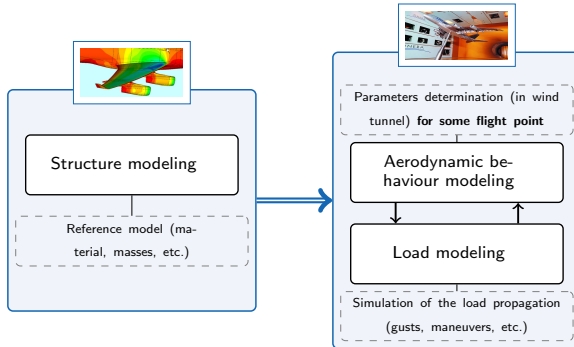 Structure modeling
Reference model (ma-
terial, masses, etc.)
Parameters determination (in wind
tunnel) for some flight point
Aerodynamic be-
haviour modeling
Load modeling
Simulation of the load propagation
(gusts, maneuvers, etc.)